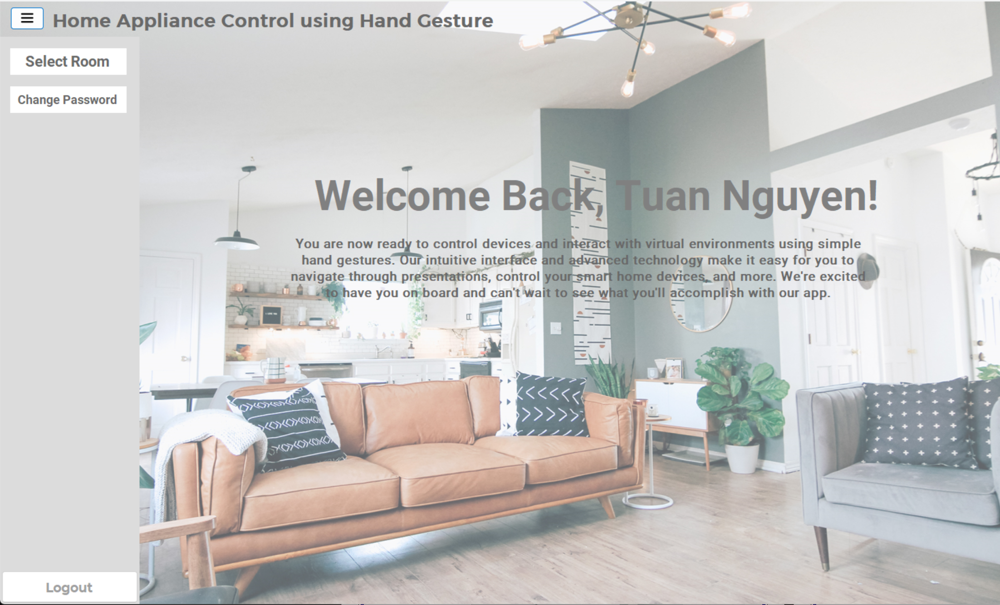 Home Appliance Control using Hand Gesture
Select Room
Change Password
Welcome Back, Tuan Nguyen!
You are now ready to control devices and interact with virtual environments using simple
hand gestures. Our intuitive interface and advanced technology make it easy for you to
navigate through presentations, control your smart home devices, and more. We're excited
to have you on board and can't wait to see what you'll accomplish with our app.
I LOVE YOU
Logout